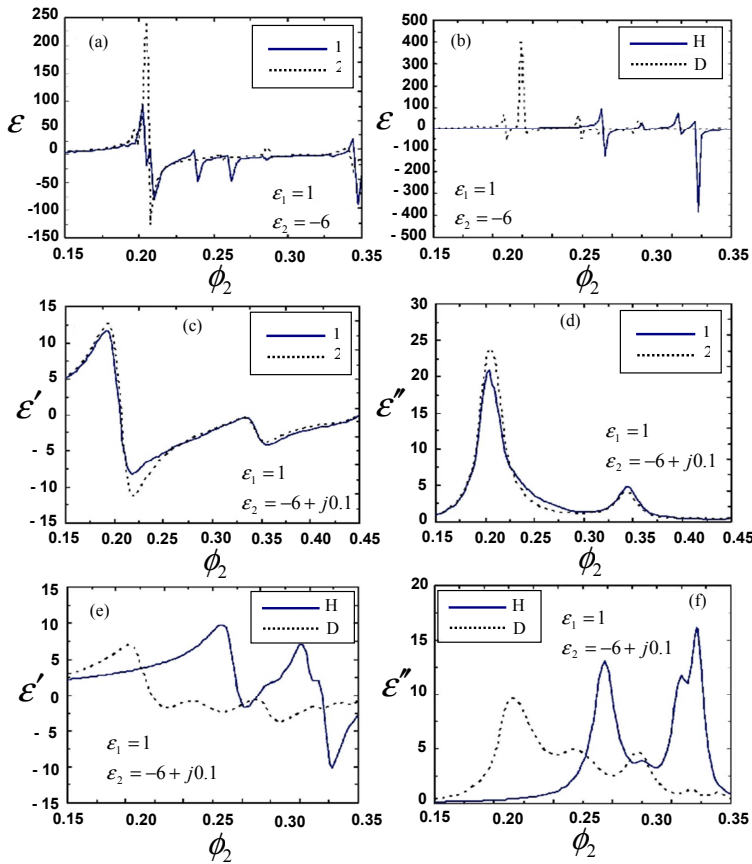 (a)
1
2
250
200
150
100
50
0
-50
-100
-150
ε
ε₁ = 1
ε₂ = −6
0.15 0.20 0.25 0.30 0.35
ϕ₂
(b)
H
D
500
400
300
200
100
0
- 100
- 200
- 300
- 400
- 500
ε
ε₁ = 1
ε₂ = −6
0.15 0.20 0.25 0.30 0.35
ϕ₂
(c)
1
2
15
10
5
0
- 5
- 10
- 15
ε′
ε₁ = 1
ε₂ = −6 + j0.1
0.15 0.20 0.25 0.30 0.35 0.40 0.45
ϕ₂
(d)
1
2
30
25
20
15
10
5
0
ε″
ε₁ = 1
ε₂ = −6 + j0.1
0.15 0.20 0.25 0.30 0.35 0.40 0.45
ϕ₂
(e)
H
D
15
10
5
0
- 5
- 10
- 15
ε′
ε₁ = 1
ε₂ = −6 + j0.1
0.15 0.20 0.25 0.30 0.35
ϕ₂
H
D
(f)
20
15
10
5
0
ε″
ε₁ = 1
ε₂ = −6 + j0.1
0.15 0.20 0.25 0.30 0.35
ϕ₂